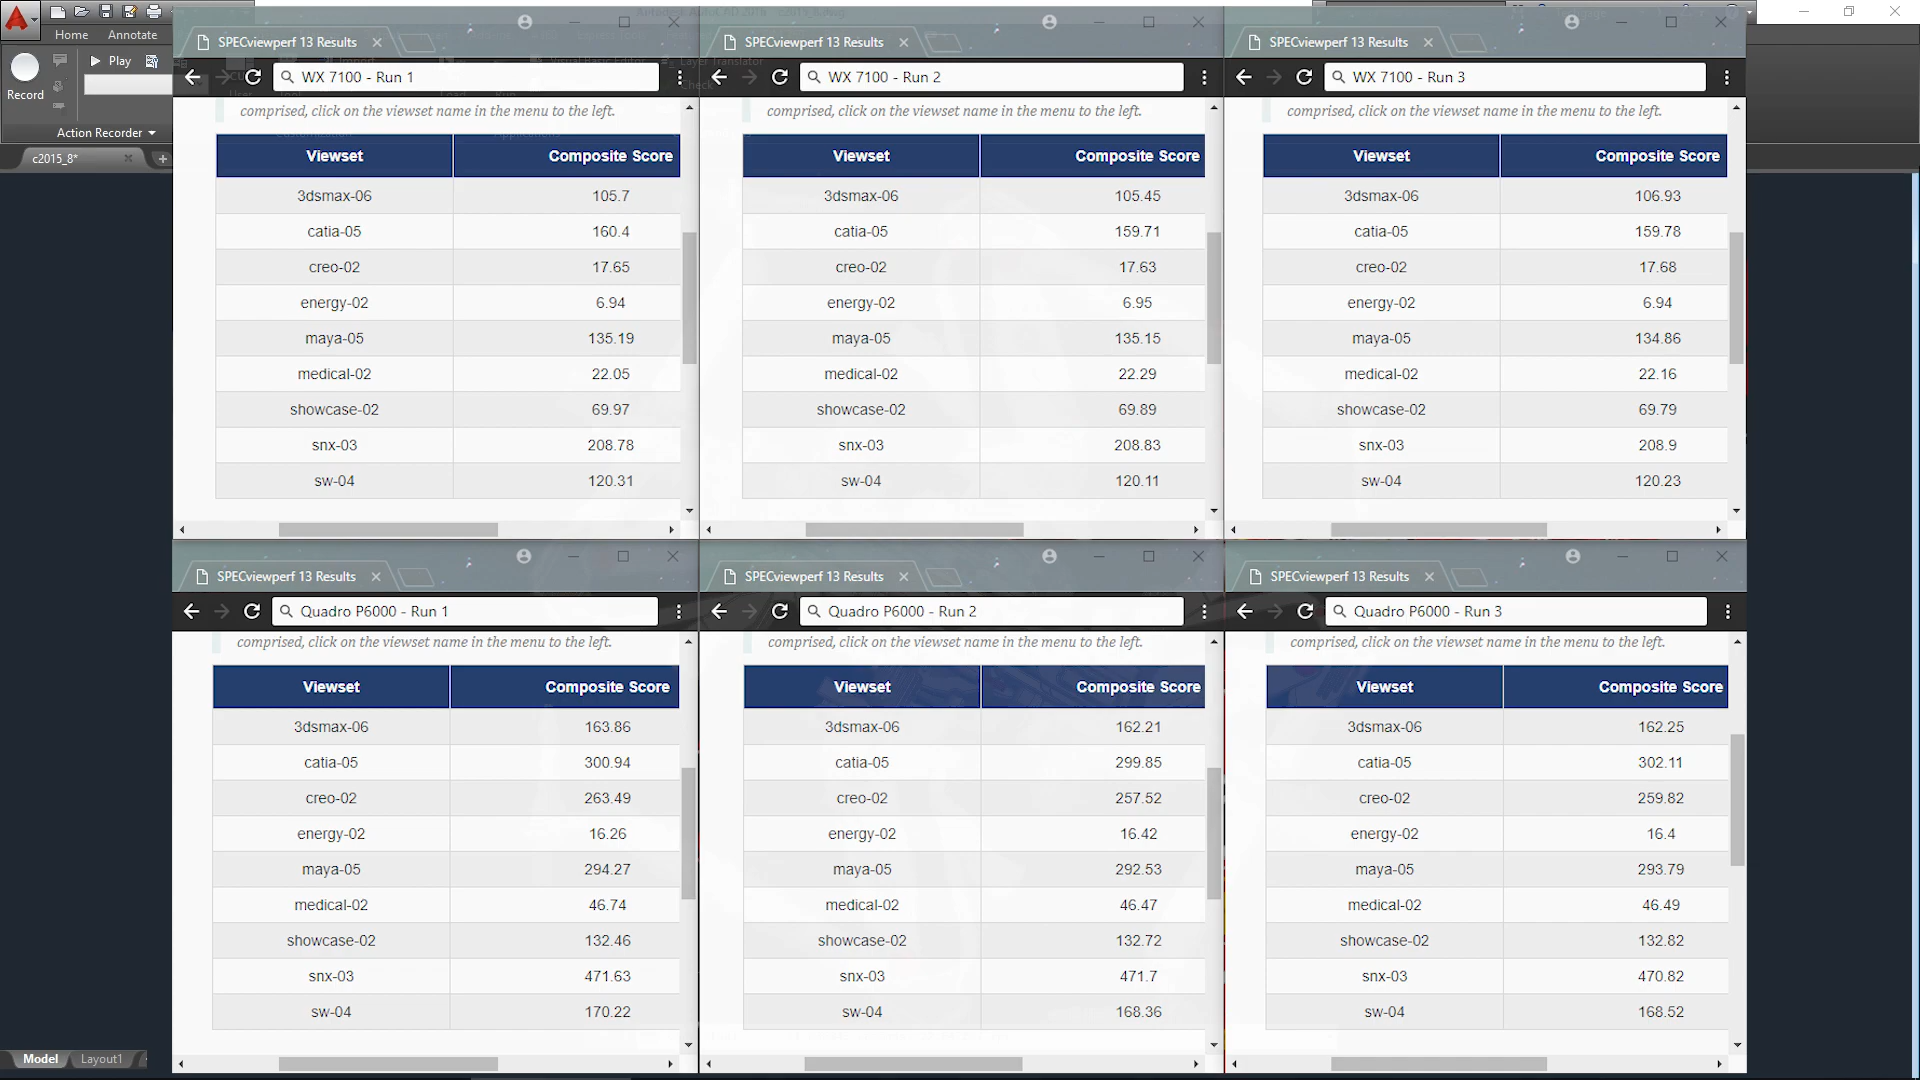 Home Annotate
Play
Record
Action Recorder
c2015_8*
SPECviewperf 13 Results
WX 7100 - Run 1
comprised, click on the viewset name in the menu to the left.
Viewset Composite Score
3dsmax-06 105.7
catia-05 160.4
creo-02 17.65
energy-02 6.94
maya-05 135.19
medical-02 22.05
showcase-02 69.97
snx-03 208.78
sw-04 120.31
SPECviewperf 13 Results
WX 7100 - Run 2
comprised, click on the viewset name in the menu to the left.
Viewset Composite Score
3dsmax-06 105.45
catia-05 159.71
creo-02 17.63
energy-02 6.95
maya-05 135.15
medical-02 22.29
showcase-02 69.89
snx-03 208.83
sw-04 120.11
SPECviewperf 13 Results
WX 7100 - Run 3
comprised, click on the viewset name in the menu to the left.
Viewset Composite Score
3dsmax-06 106.93
catia-05 159.78
creo-02 17.68
energy-02 6.94
maya-05 134.86
medical-02 22.16
showcase-02 69.79
snx-03 208.9
sw-04 120.23
SPECviewperf 13 Results
Quadro P6000 - Run 1
comprised, click on the viewset name in the menu to the left.
Viewset Composite Score
3dsmax-06 163.86
catia-05 300.94
creo-02 263.49
energy-02 16.26
maya-05 294.27
medical-02 46.74
showcase-02 132.46
snx-03 471.63
sw-04 170.22
SPECviewperf 13 Results
Quadro P6000 - Run 2
comprised, click on the viewset name in the menu to the left.
Viewset Composite Score
3dsmax-06 162.21
catia-05 299.85
creo-02 257.52
energy-02 16.42
maya-05 292.53
medical-02 46.47
showcase-02 132.72
snx-03 471.7
sw-04 168.36
SPECviewperf 13 Results
Quadro P6000 - Run 3
comprised, click on the viewset name in the menu to the left.
Viewset Composite Score
3dsmax-06 162.25
catia-05 302.11
creo-02 259.82
energy-02 16.4
maya-05 293.79
medical-02 46.49
showcase-02 132.82
snx-03 470.82
sw-04 168.52
Model Layout1